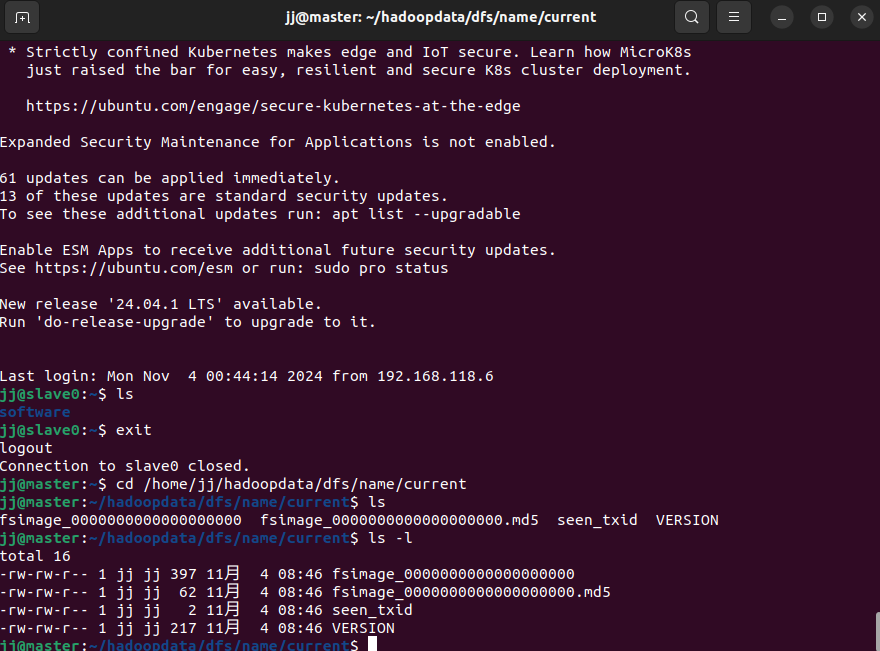 jj@master: ~/hadoopdata/dfs/name/current
 * Strictly confined Kubernetes makes edge and IoT secure. Learn how MicroK8s
   just raised the bar for easy, resilient and secure K8s cluster deployment.
   https://ubuntu.com/engage/secure-kubernetes-at-the-edge
Expanded Security Maintenance for Applications is not enabled.
61 updates can be applied immediately.
13 of these updates are standard security updates.
To see these additional updates run: apt list --upgradable
Enable ESM Apps to receive additional future security updates.
See https://ubuntu.com/esm or run: sudo pro status
New release '24.04.1 LTS' available.
Run 'do-release-upgrade' to upgrade to it.
Last login: Mon Nov  4 00:44:14 2024 from 192.168.118.6
jj@slave0:~$ ls
software
jj@slave0:~$ exit
logout
Connection to slave0 closed.
jj@master:~$ cd /home/jj/hadoopdata/dfs/name/current
jj@master:~/hadoopdata/dfs/name/current$ ls
fsimage_0000000000000000000  fsimage_0000000000000000000.md5  seen_txid  VERSION
jj@master:~/hadoopdata/dfs/name/current$ ls -l
total 16
-rw-rw-r-- 1 jj jj 397 11月  4 08:46 fsimage_0000000000000000000
-rw-rw-r-- 1 jj jj  62 11月  4 08:46 fsimage_0000000000000000000.md5
-rw-rw-r-- 1 jj jj   2 11月  4 08:46 seen_txid
-rw-rw-r-- 1 jj jj 217 11月  4 08:46 VERSION
jj@master:~/hadoopdata/dfs/name/current$